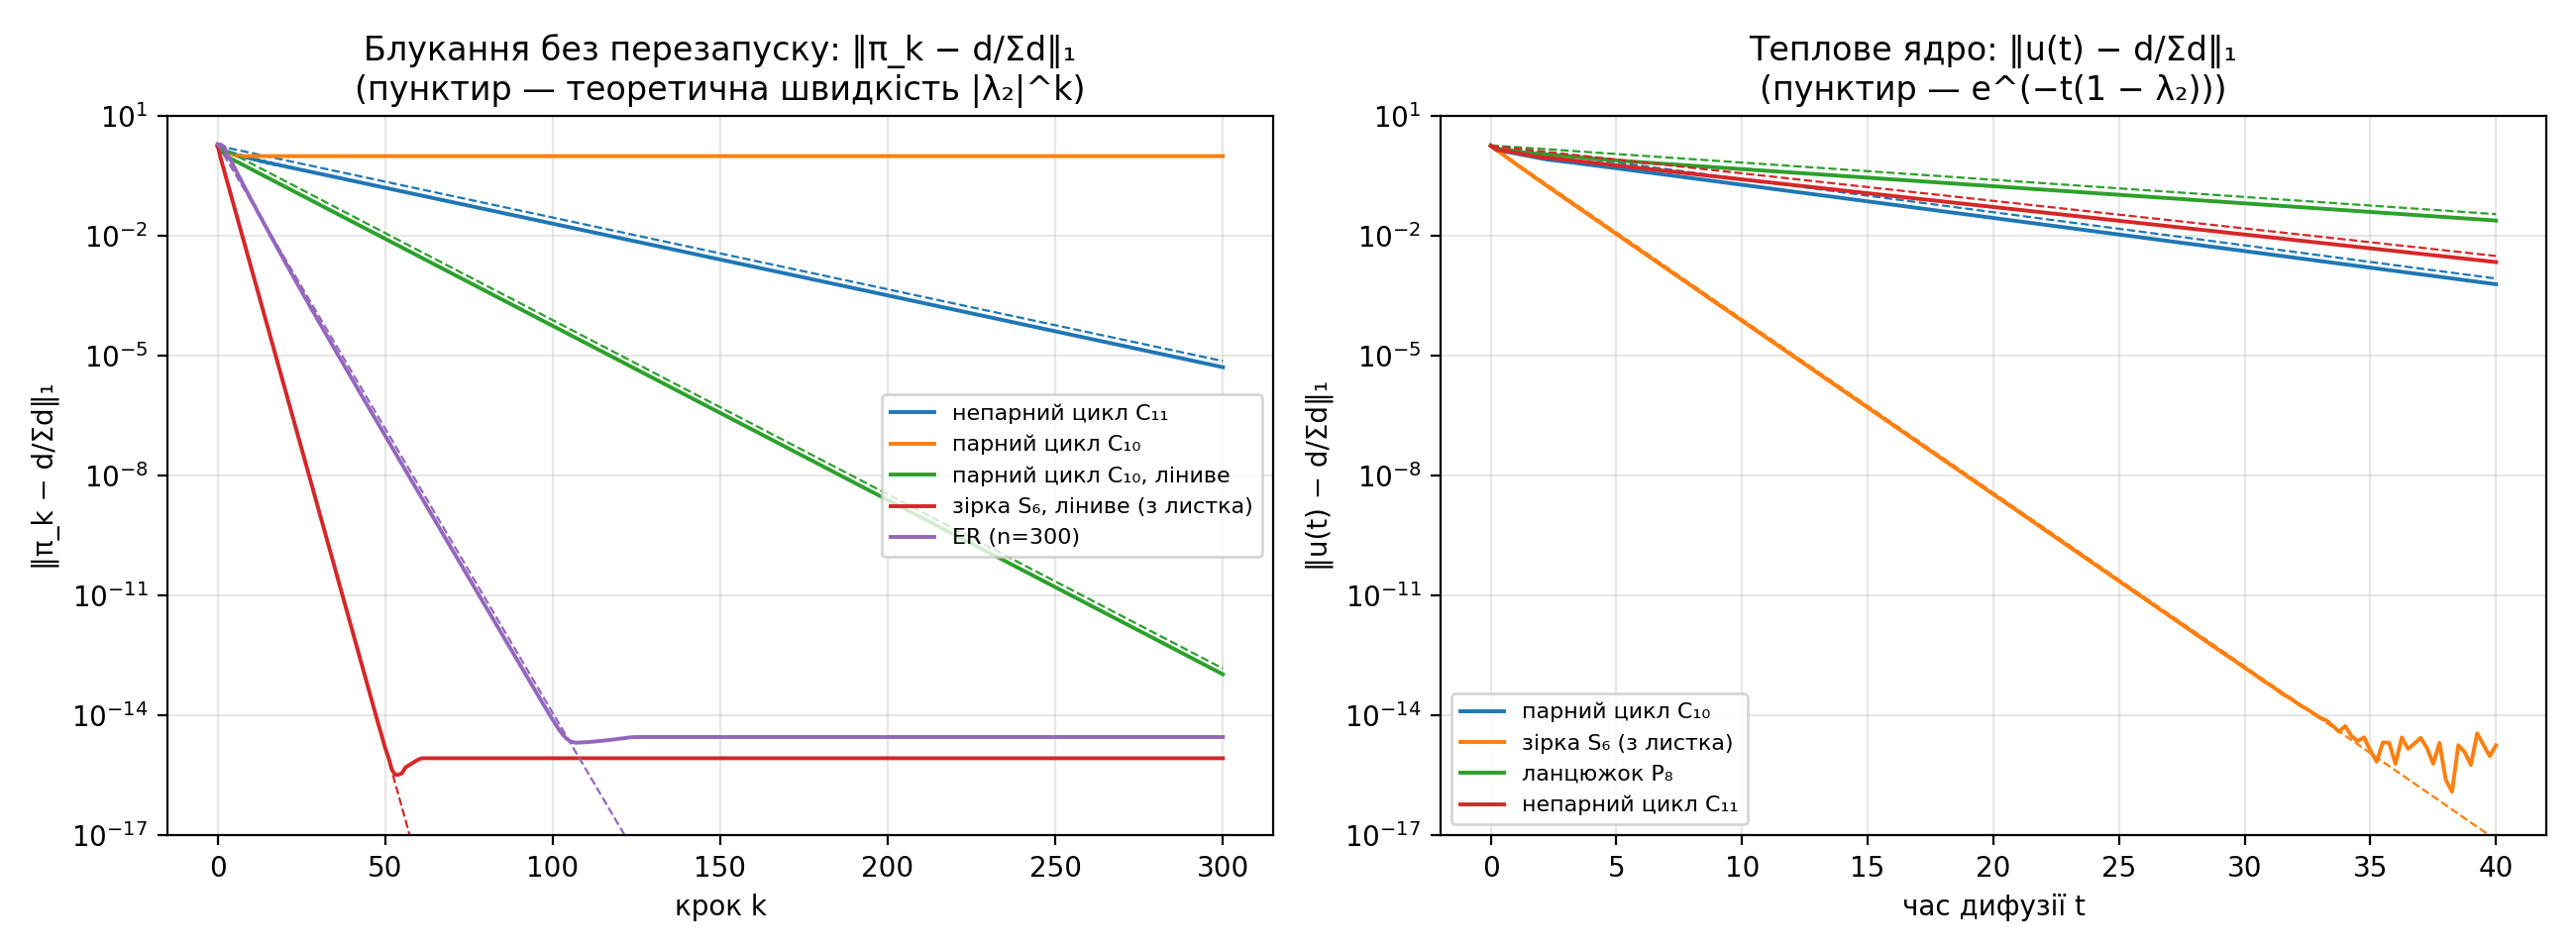 Блукання без перезапуску: ‖π_k − d/Σd‖₁
(пунктир — теоретична швидкість |λ₂|^k)
10¹
10⁻²
10⁻⁵
10⁻⁸
10⁻¹¹
10⁻¹⁴
10⁻¹⁷
‖π_k − d/Σd‖₁
непарний цикл C₁₁
парний цикл C₁₀
парний цикл C₁₀, ліниве
зірка S₆, ліниве (з листка)
ER (n=300)
0 50 100 150 200 250 300
крок k
Теплове ядро: ‖u(t) − d/Σd‖₁
(пунктир — e^(−t(1 − λ₂)))
10¹
10⁻²
10⁻⁵
10⁻⁸
10⁻¹¹
10⁻¹⁴
10⁻¹⁷
‖u(t) − d/Σd‖₁
парний цикл C₁₀
зірка S₆ (з листка)
ланцюжок P₈
непарний цикл C₁₁
0 5 10 15 20 25 30 35 40
час дифузії t